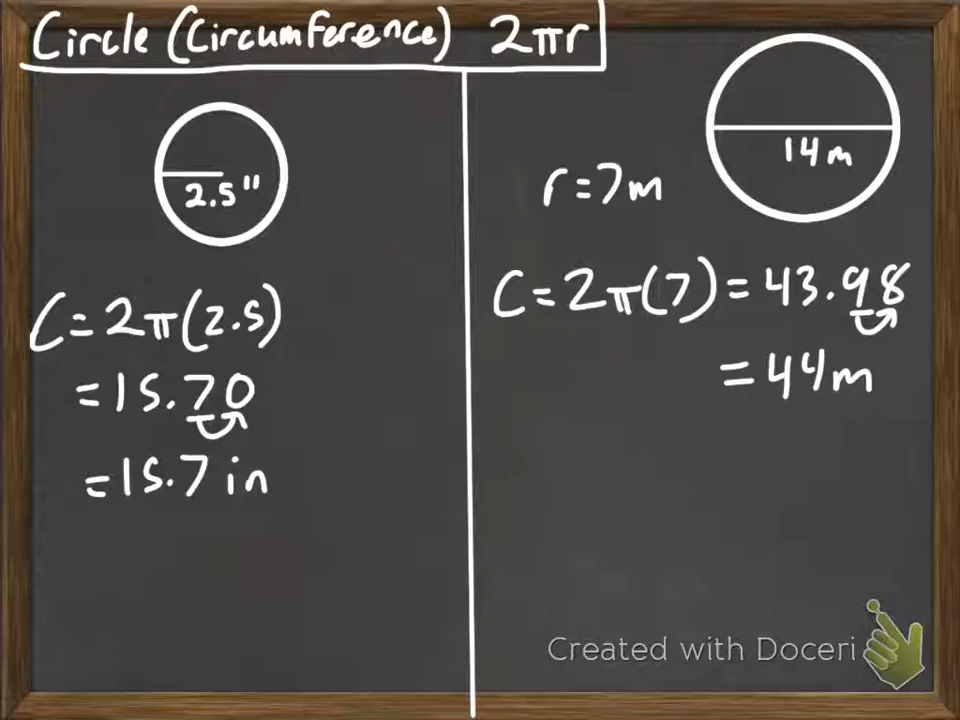 Circle (Circumference) 2πr
2.5"
C = 2π(2.5)
= 15.70
= 15.7 in
14 m
r = 7m
C = 2π(7) = 43.98
= 44m
Created with Doceri